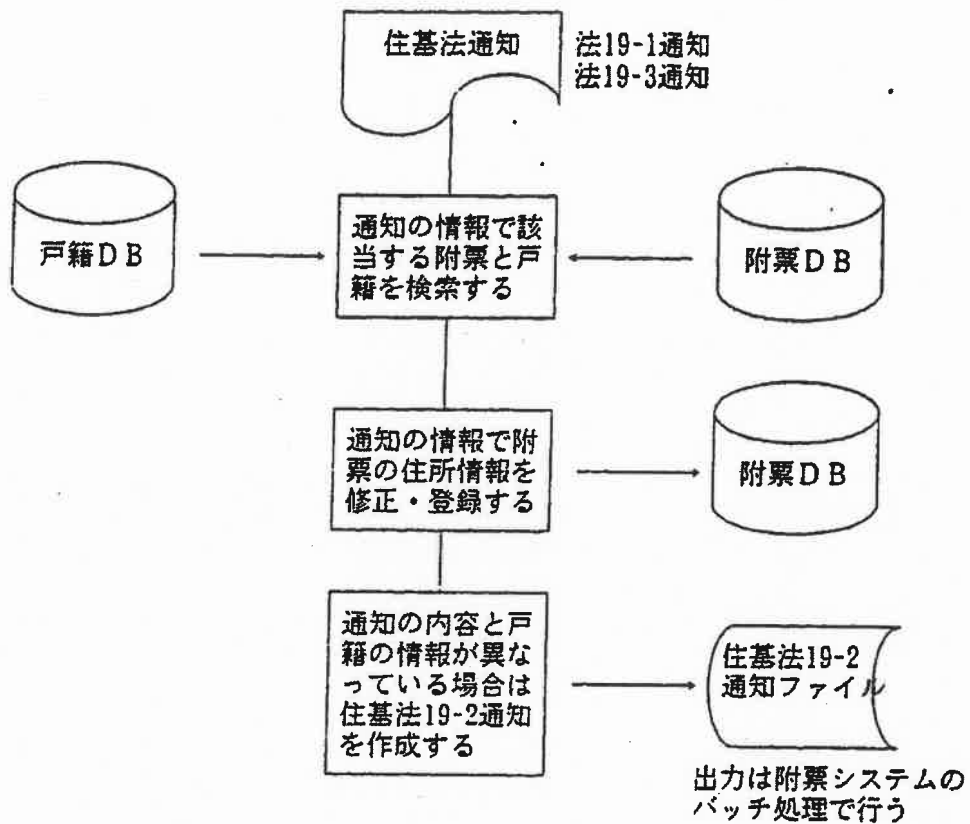 住基法通知
法19-1通知
法19-3通知
戸籍DB
通知の情報で該
当する附票と戸
籍を検索する
附票DB
通知の情報で附
票の住所情報を
修正・登録する
附票DB
通知の内容と戸
籍の情報が異な
っている場合は
住基法19-2通知
を作成する
住基法19-2
通知ファイル
出力は附票システムの
バッチ処理で行う